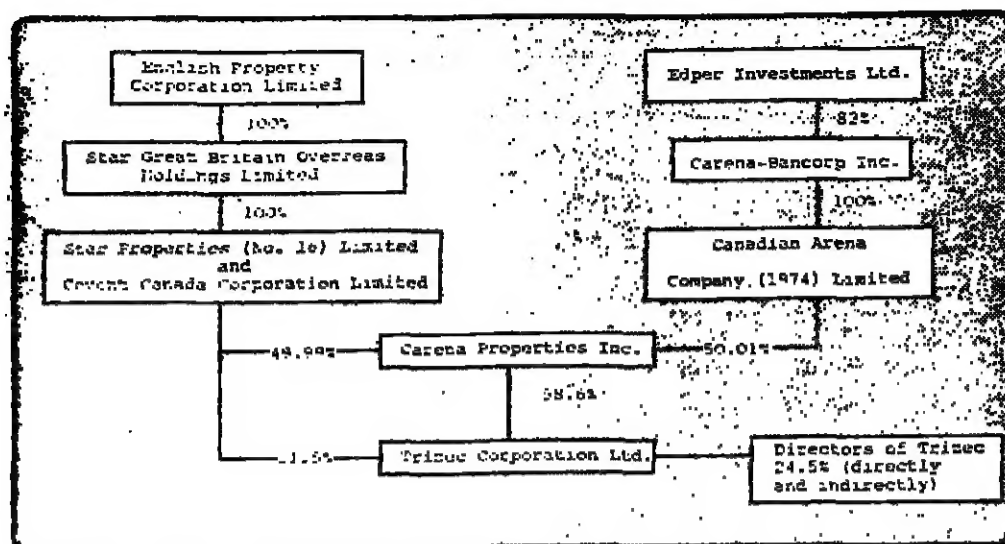 English Property
Corporation Limited
100%
Star Great Britain Overseas
Holdings Limited
100%
Star Properties (No. 16) Limited
and
Covent Canada Corporation Limited
Edper Investments Ltd.
82%
Carena-Bancorp Inc.
100%
Canadian Arena
Company (1974) Limited
49.99%
Carena Properties Inc.
50.01%
58.6%
Trizec Corporation Ltd.
Directors of Trizec
24.5% (directly
and indirectly)